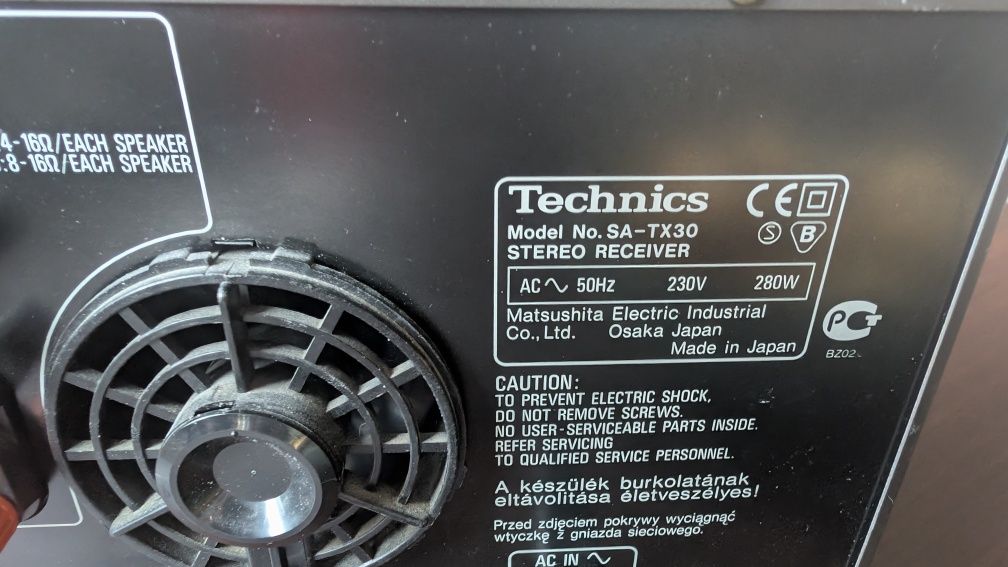 4-16Ω/EACH SPEAKER
:8-16Ω/EACH SPEAKER
Technics CE
Model No. SA-TX30 S B
STEREO RECEIVER
AC ∿ 50Hz 230V 280W
Matsushita Electric Industrial
Co., Ltd. Osaka Japan
Made in Japan
PCT
BZ02
CAUTION:
TO PREVENT ELECTRIC SHOCK,
DO NOT REMOVE SCREWS.
NO USER-SERVICEABLE PARTS INSIDE.
REFER SERVICING
TO QUALIFIED SERVICE PERSONNEL.
A készülék burkolatának
eltávolitása életveszélyes!
Przed zdjęciem pokrywy wyciągnąć
wtyczkę z gniazda sieciowego.
AC IN ∿